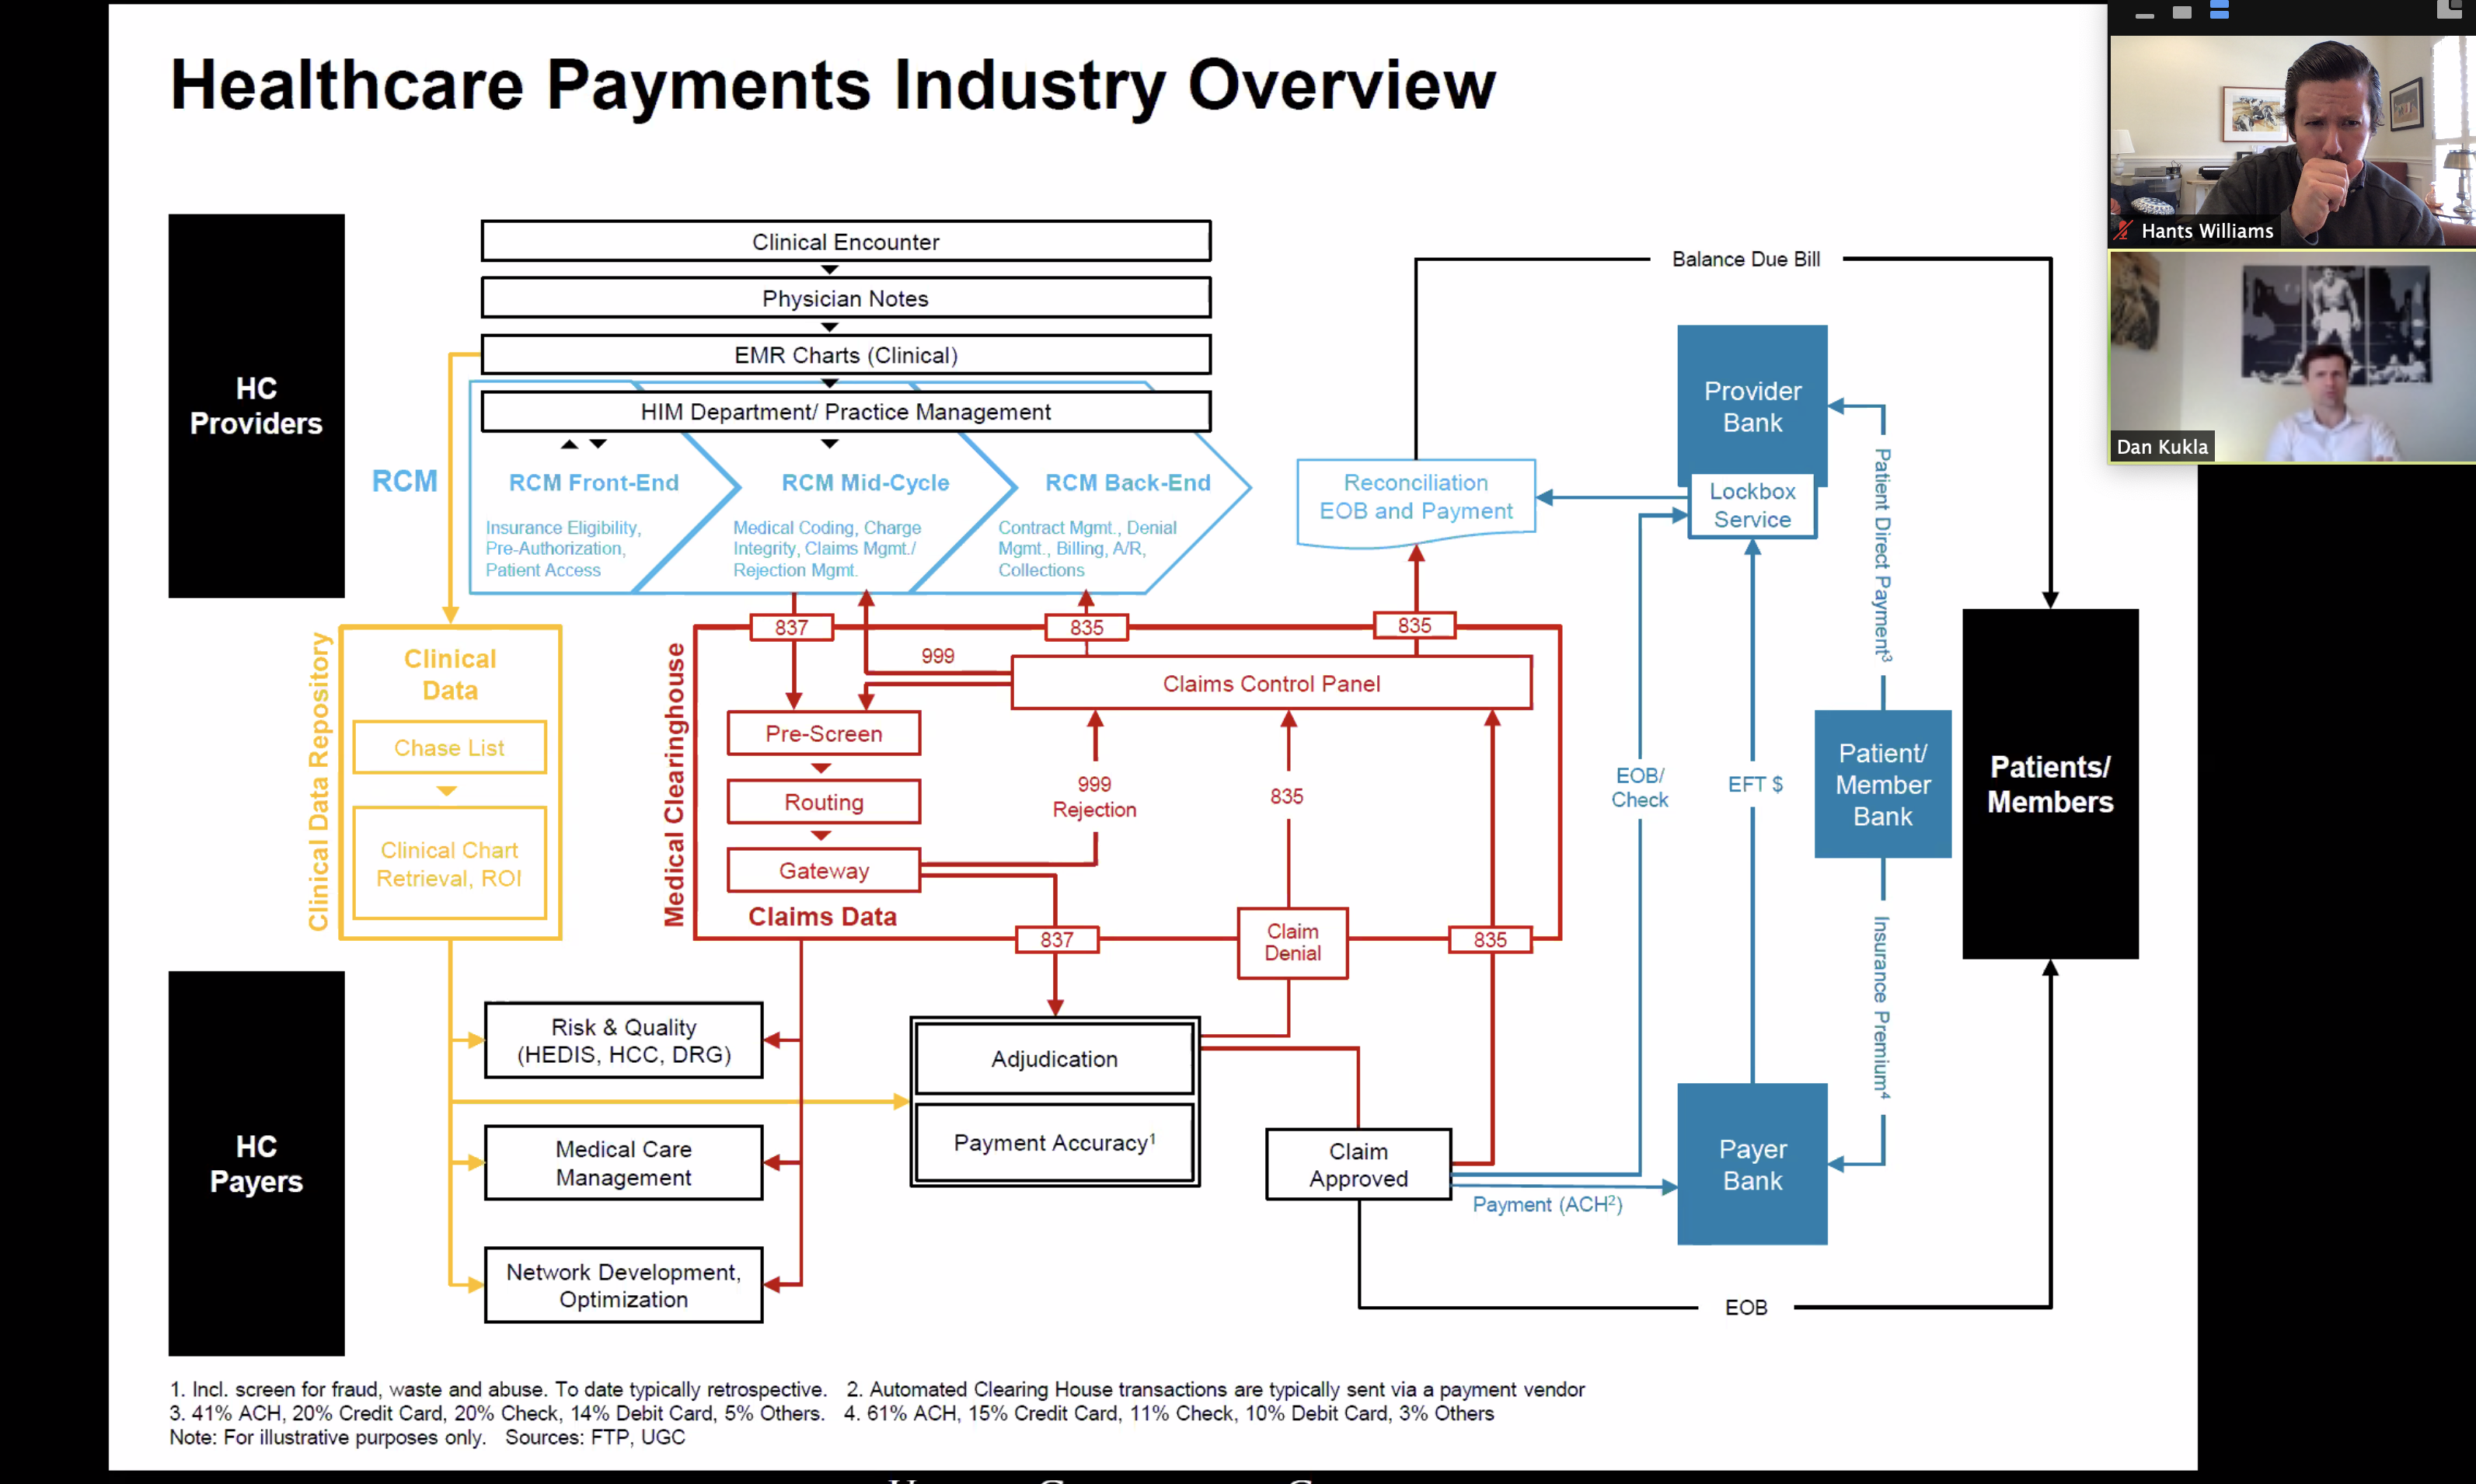 Healthcare Payments Industry Overview
Hants Williams
Dan Kukla
HC
Providers
Clinical Encounter
Physician Notes
EMR Charts (Clinical)
HIM Department/ Practice Management
RCM
RCM Front-End
Insurance Eligibility,
Pre-Authorization,
Patient Access
RCM Mid-Cycle
Medical Coding, Charge
Integrity, Claims Mgmt./
Rejection Mgmt.
RCM Back-End
Contract Mgmt., Denial
Mgmt., Billing, A/R,
Collections
Reconciliation
EOB and Payment
Balance Due Bill
Provider
Bank
Lockbox
Service
Patient Direct Payment³
Clinical Data Repository
Clinical
Data
Chase List
Clinical Chart
Retrieval, ROI
Medical Clearinghouse
837
835
835
999
Claims Control Panel
Pre-Screen
Routing
Gateway
Claims Data
999
Rejection
835
837
Claim
Denial
835
EOB/
Check
EFT $
Patient/
Member
Bank
Patients/
Members
Insurance Premium⁴
HC
Payers
Risk & Quality
(HEDIS, HCC, DRG)
Medical Care
Management
Network Development,
Optimization
Adjudication
Payment Accuracy¹
Claim
Approved
Payment (ACH²)
Payer
Bank
EOB
1. Incl. screen for fraud, waste and abuse. To date typically retrospective. 2. Automated Clearing House transactions are typically sent via a payment vendor
3. 41% ACH, 20% Credit Card, 20% Check, 14% Debit Card, 5% Others. 4. 61% ACH, 15% Credit Card, 11% Check, 10% Debit Card, 3% Others
Note: For illustrative purposes only. Sources: FTP, UGC